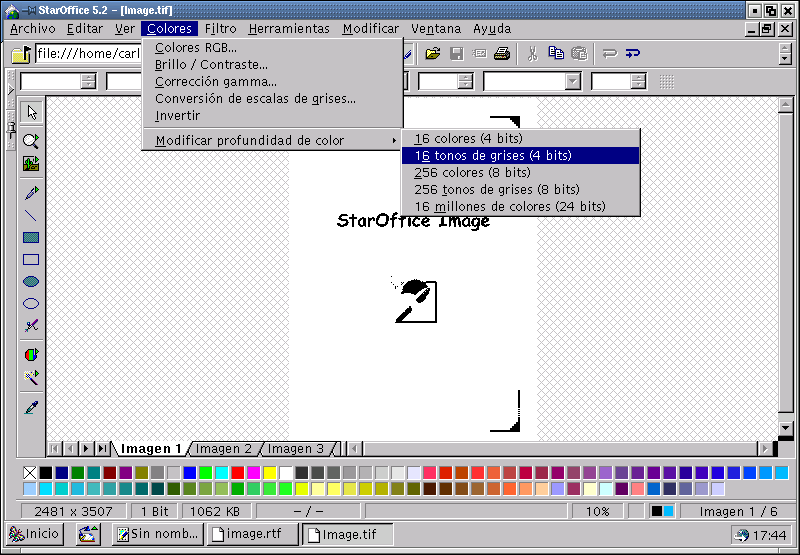 StarOffice 5.2 - [Image.tif]
Archivo Editar Ver Colores Filtro Herramientas Modificar Ventana Ayuda
file:///home/carl
Colores RGB...
Brillo / Contraste...
Corrección gamma...
Conversión de escalas de grises...
Invertir
Modificar profundidad de color
16 colores (4 bits)
16 tonos de grises (4 bits)
256 colores (8 bits)
256 tonos de grises (8 bits)
16 millones de colores (24 bits)
StarOffice Image
Imagen 1 Imagen 2 Imagen 3
2481 x 3507 1 Bit 1062 KB - / - 10% Imagen 1 / 6
Inicio Sin nomb... image.rtf Image.tif 17:44